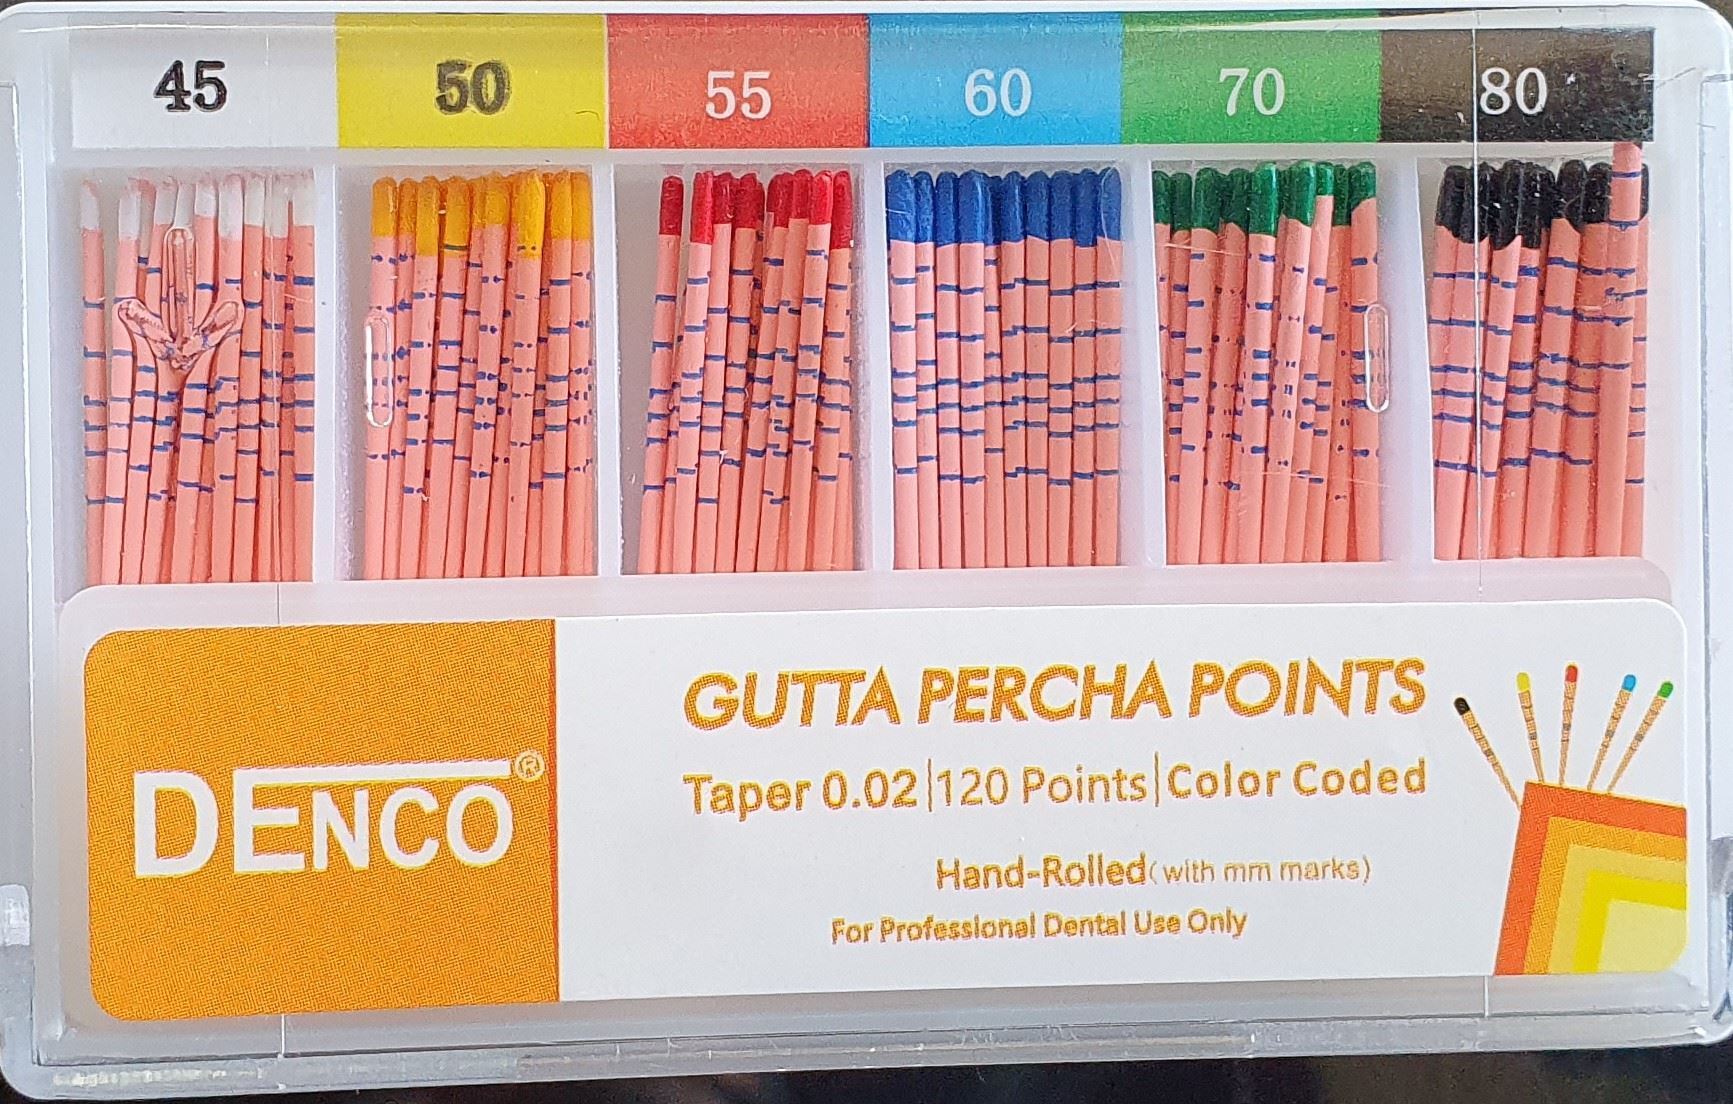 45 50 55 60 70 80
DENCO®
GUTTA PERCHA POINTS
Taper 0.02|120 Points|Color Coded
Hand-Rolled(with mm marks)
For Professional Dental Use Only